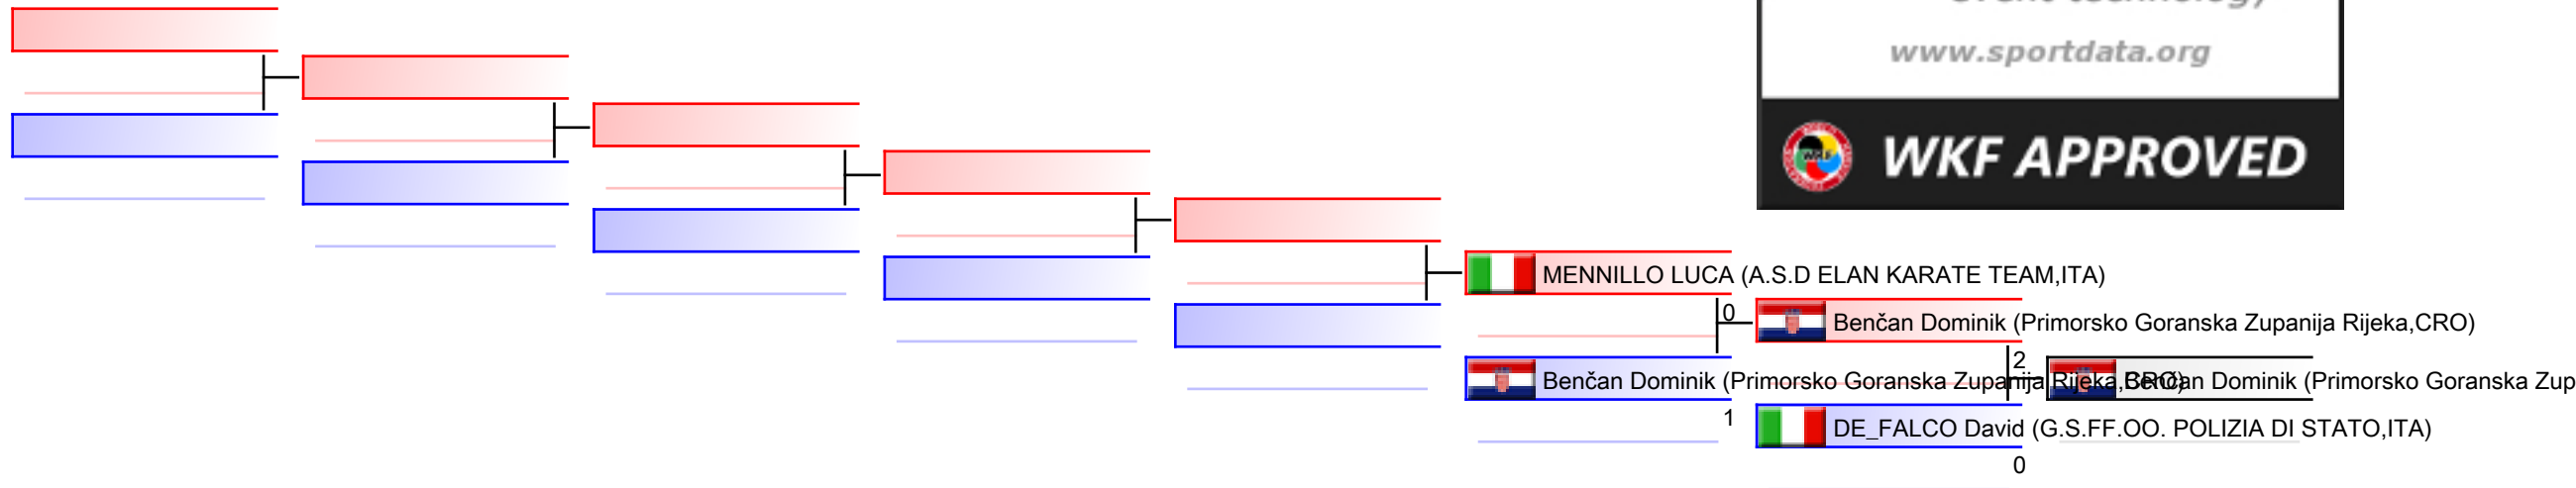 www.sportdata.org
WKF APPROVED
MENNILLO LUCA (A.S.D ELAN KARATE TEAM,ITA)
0
Benčan Dominik (Primorsko Goranska Zupanija Rijeka,CRO)
2
Benčan Dominik (Primorsko Goranska Zupanija Rijeka,CRO)
Benčan Dominik (Primorsko Goranska Zup
1
DE_FALCO David (G.S.FF.OO. POLIZIA DI STATO,ITA)
0